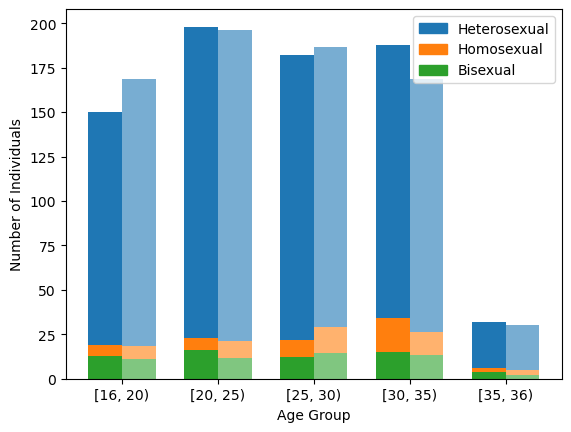 200
175
150
125
100
75
50
25
0
Number of Individuals
Heterosexual
Homosexual
Bisexual
[16, 20)
[20, 25)
[25, 30)
[30, 35)
[35, 36)
Age Group